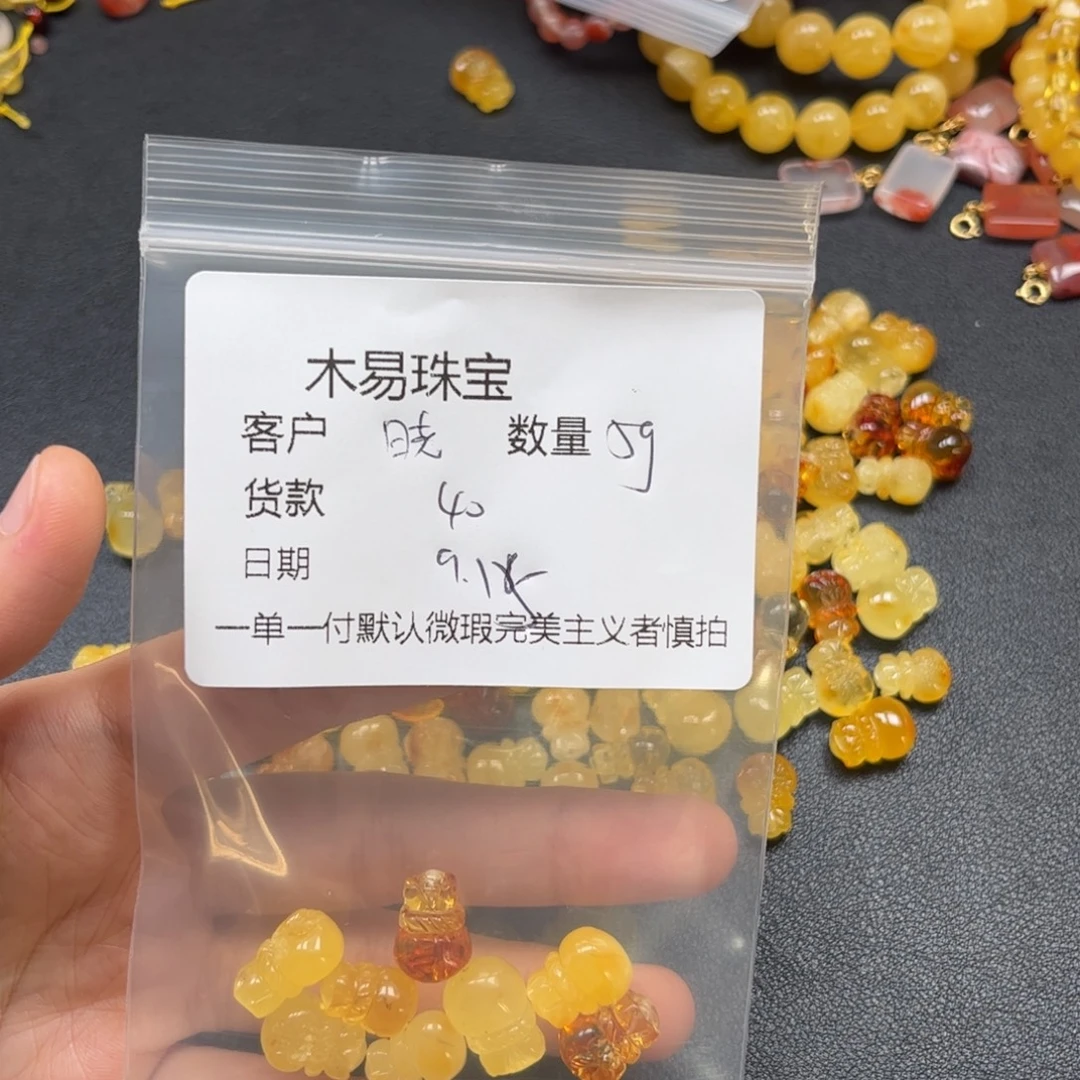 木易珠宝
客户 晓 数量 5g
货款 40
日期 9.1
一单一付默认微瑕完美主义者慎拍